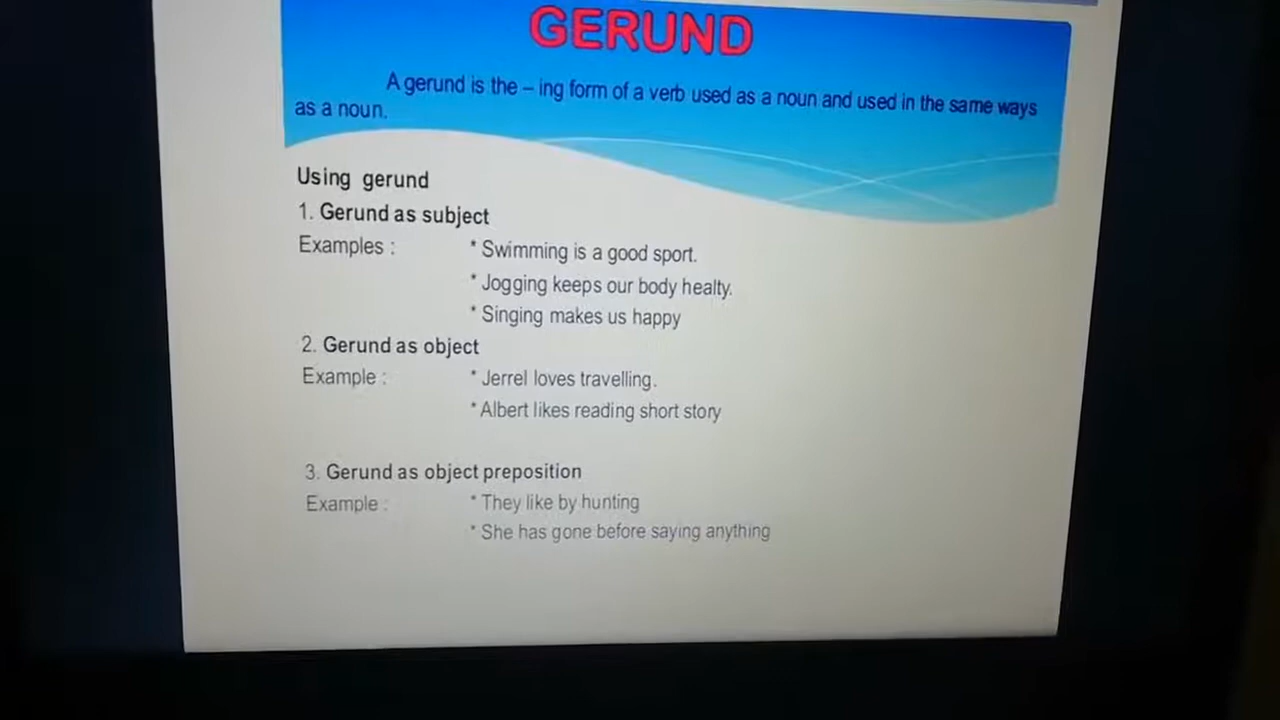 GERUND
A gerund is the – ing form of a verb used as a noun and used in the same ways
as a noun.
Using gerund
1. Gerund as subject
Examples : * Swimming is a good sport.
* Jogging keeps our body healty.
* Singing makes us happy
2. Gerund as object
Example : * Jerrel loves travelling.
* Albert likes reading short story
3. Gerund as object preposition
Example : * They like by hunting
* She has gone before saying anything